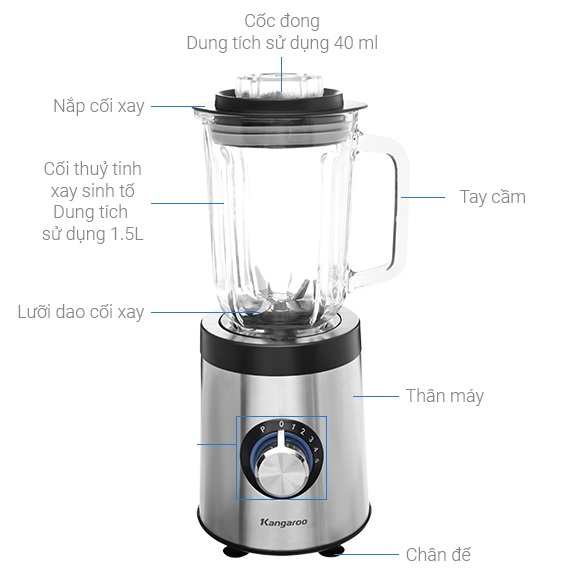 Cốc đong
Dung tích sử dụng 40 ml
Nắp cối xay
Cối thuỷ tinh
xay sinh tố
Dung tích
sử dụng 1.5L
Tay cầm
Lưỡi dao cối xay
Thân máy
P 0 1 2 3 4 5
Kangaroo
Chân đế